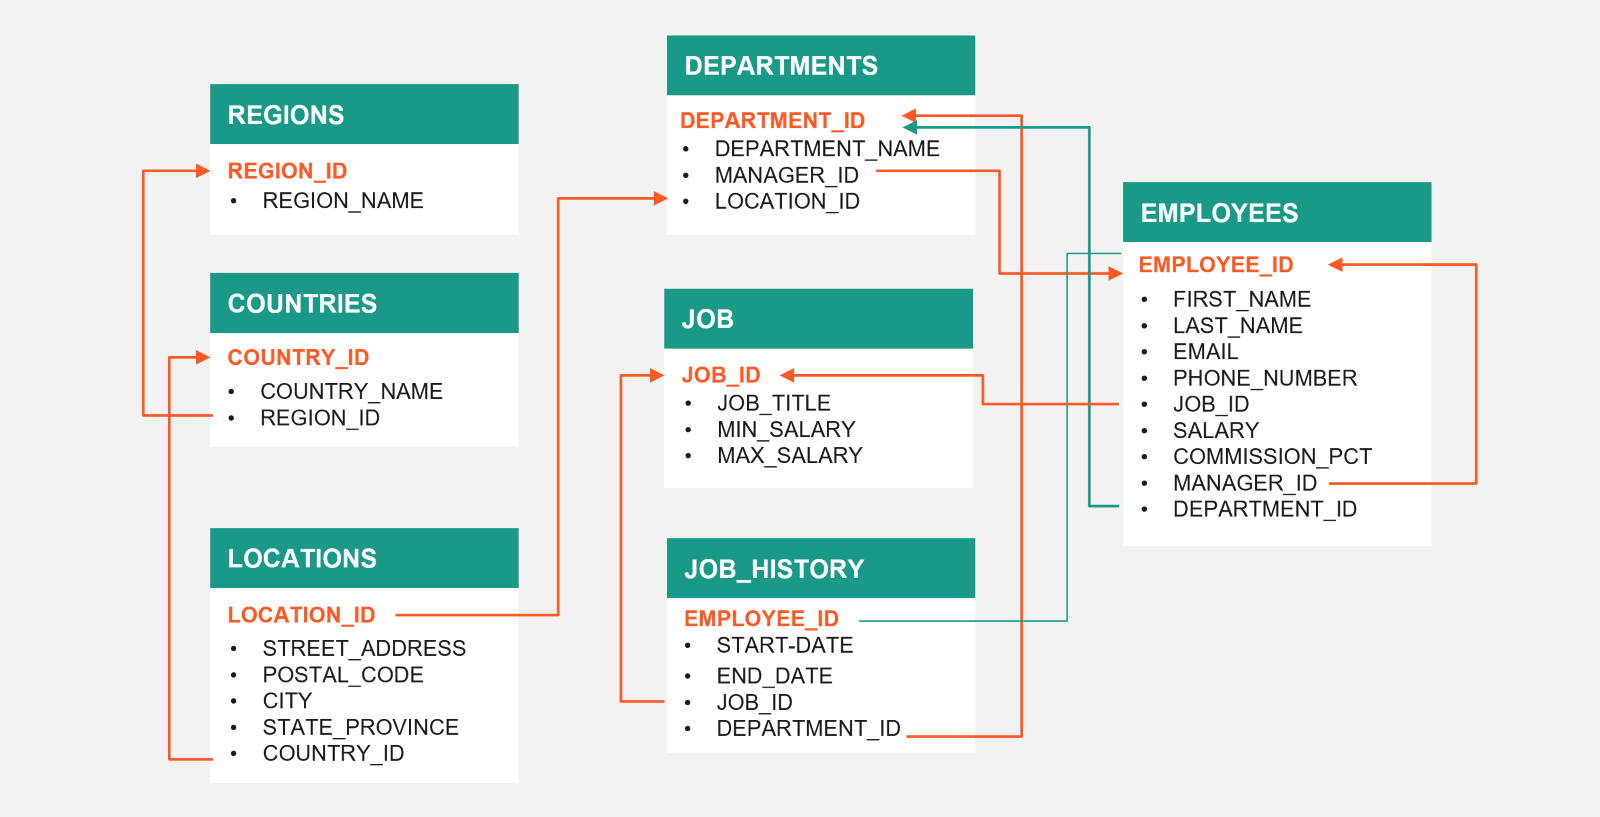 REGIONS
REGION_ID
• REGION_NAME
COUNTRIES
COUNTRY_ID
• COUNTRY_NAME
• REGION_ID
LOCATIONS
LOCATION_ID
• STREET_ADDRESS
• POSTAL_CODE
• CITY
• STATE_PROVINCE
• COUNTRY_ID
DEPARTMENTS
DEPARTMENT_ID
• DEPARTMENT_NAME
• MANAGER_ID
• LOCATION_ID
JOB
JOB_ID
• JOB_TITLE
• MIN_SALARY
• MAX_SALARY
JOB_HISTORY
EMPLOYEE_ID
• START-DATE
• END_DATE
• JOB_ID
• DEPARTMENT_ID
EMPLOYEES
EMPLOYEE_ID
• FIRST_NAME
• LAST_NAME
• EMAIL
• PHONE_NUMBER
• JOB_ID
• SALARY
• COMMISSION_PCT
• MANAGER_ID
• DEPARTMENT_ID